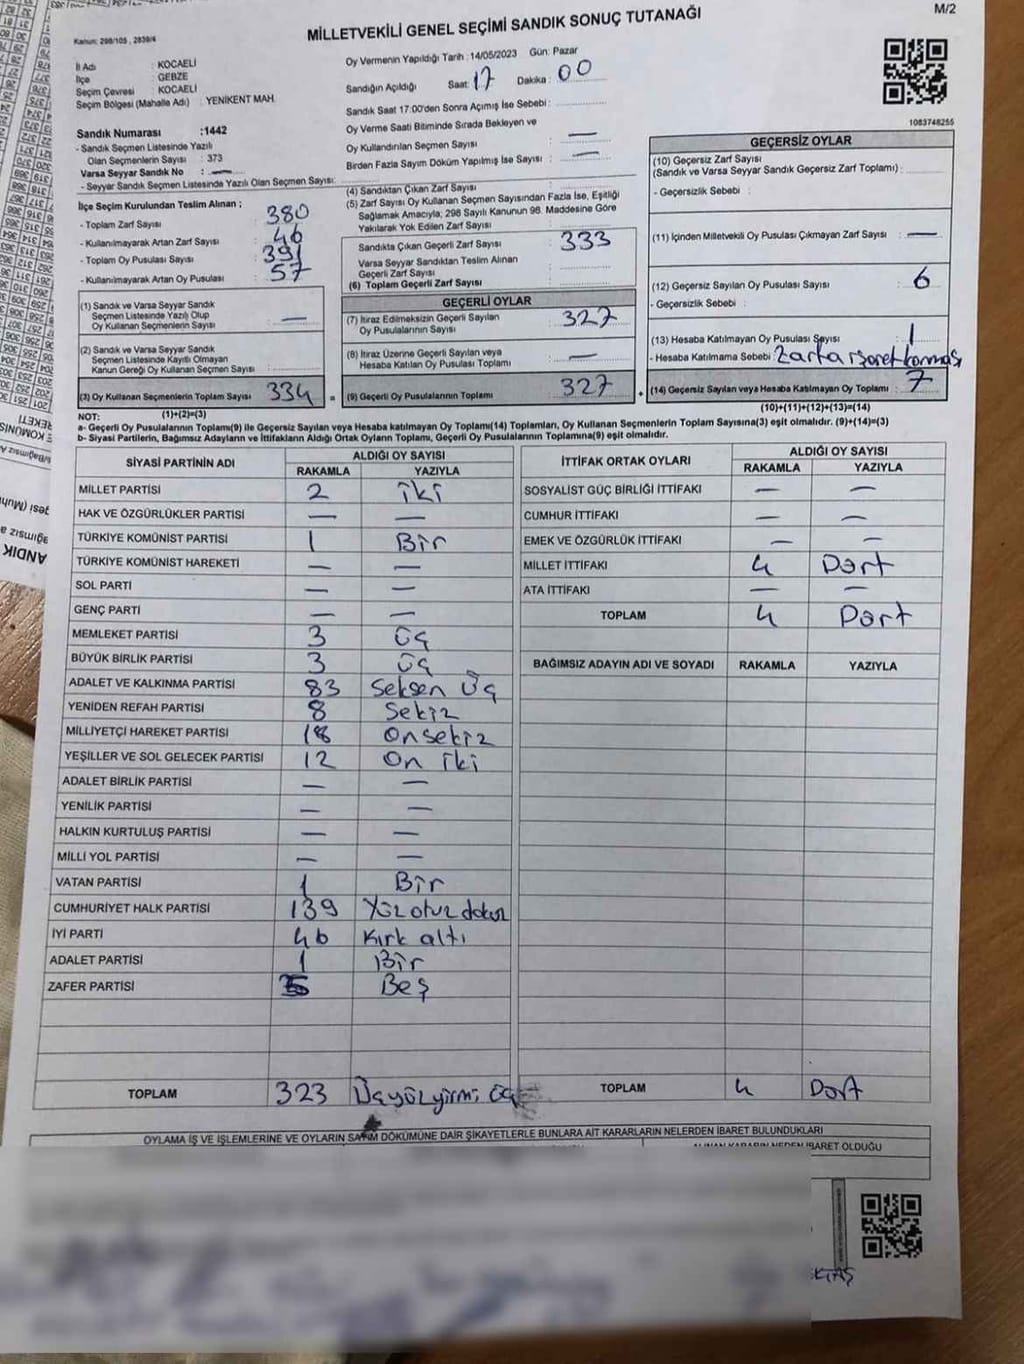 M/2
MİLLETVEKİLİ GENEL SEÇİMİ SANDIK SONUÇ TUTANAĞI
Kanun: 298/105 , 2839/4
İl Adı : KOCAELİ
İlçe : GEBZE
Seçim Çevresi : KOCAELİ
Seçim Bölgesi (Mahalle Adı) : YENİKENT MAH.
Sandık Numarası :1442
- Sandık Seçmen Listesinde Yazılı
Olan Seçmenlerin Sayısı : 373
Varsa Seyyar Sandık No : —
- Seyyar Sandık Seçmen Listesinde Yazılı Olan Seçmen Sayısı:
İlçe Seçim Kurulundan Teslim Alınan ;
- Toplam Zarf Sayısı : 380
- Kullanılmayarak Artan Zarf Sayısı : 46
- Toplam Oy Pusulası Sayısı : 391
- Kullanılmayarak Artan Oy Pusulası : 57
(1) Sandık ve Varsa Seyyar Sandık
Seçmen Listesinde Yazılı Olup
Oy Kullanan Seçmenlerin Sayısı : —
(2) Sandık ve Varsa Seyyar Sandık
Seçmen Listesinde Kayıtlı Olmayan
Kanun Gereği Oy Kullanan Seçmen Sayısı :
(3) Oy Kullanan Seçmenlerin Toplam Sayısı : 334
(1)+(2)=(3)
Oy Vermenin Yapıldığı Tarih : 14/05/2023 Gün: Pazar
Sandığın Açıldığı Saat: 17 Dakika : 00
Sandık Saat 17:00'den Sonra Açımış İse Sebebi :
Oy Verme Saati Bitiminde Sırada Bekleyen ve
Oy Kullandırılan Seçmen Sayısı : —
Birden Fazla Sayım Döküm Yapılmış İse Sayısı : —
(4) Sandıktan Çıkan Zarf Sayısı :
(5) Zarf Sayısı Oy Kullanan Seçmen Sayısından Fazla İse, Eşitliği
Sağlamak Amacıyla; 298 Sayılı Kanunun 98. Maddesine Göre
Yakılarak Yok Edilen Zarf Sayısı :
Sandıkta Çıkan Geçerli Zarf Sayısı : 333
Varsa Seyyar Sandıktan Teslim Alınan
Geçerli Zarf Sayısı :
(6) Toplam Geçerli Zarf Sayısı :
GEÇERLİ OYLAR
(7) İtiraz Edilmeksizin Geçerli Sayılan
Oy Pusulalarının Sayısı : 327
(8) İtiraz Üzerine Geçerli Sayılan veya
Hesaba Katılan Oy Pusulası Toplamı : —
= (9) Geçerli Oy Pusulalarının Toplamı : 327 +
1083748255
GEÇERSİZ OYLAR
(10) Geçersiz Zarf Sayısı
(Sandık ve Varsa Seyyar Sandık Geçersiz Zarf Toplamı) :
- Geçersizlik Sebebi :
(11) İçinden Milletvekili Oy Pusulası Çıkmayan Zarf Sayısı : —
(12) Geçersiz Sayılan Oy Pusulası Sayısı : 6
- Geçersizlik Sebebi :
(13) Hesaba Katılmayan Oy Pusulası Sayısı : 1
- Hesaba Katılmama Sebebi : Zarfa işaret konması
(14) Geçersiz Sayılan veya Hesaba Katılmayan Oy Toplamı : 7
(10)+(11)+(12)+(13)=(14)
NOT:
a- Geçerli Oy Pusulasının Toplamı(9) ile Geçersiz Sayılan veya Hesaba Katılmayan Oy Toplamı(14) Toplamları, Oy Kullanan Seçmenlerin Toplam Sayısına(3) eşit olmalıdır. (9)+(14)=(3)
b- Siyasi Partilerin, Bağımsız Adayların ve İttifakların Aldığı Ortak Oyların Toplamı, Geçerli Oy Pusulalarının Toplamına(9) eşit olmalıdır.
SİYASİ PARTİNİN ADI
ALDIĞI OY SAYISI
RAKAMLA YAZIYLA
MİLLET PARTİSİ 2 iki
HAK VE ÖZGÜRLÜKLER PARTİSİ — —
TÜRKİYE KOMÜNİST PARTİSİ 1 Bir
TÜRKİYE KOMÜNİST HAREKETİ — —
SOL PARTİ — —
GENÇ PARTİ — —
MEMLEKET PARTİSİ 3 üç
BÜYÜK BİRLİK PARTİSİ 3 üç
ADALET VE KALKINMA PARTİSİ 83 Seksen Üç
YENİDEN REFAH PARTİSİ 8 Sekiz
MİLLİYETÇİ HAREKET PARTİSİ 18 Onsekiz
YEŞİLLER VE SOL GELECEK PARTİSİ 12 On iki
ADALET BİRLİK PARTİSİ — —
YENİLİK PARTİSİ — —
HALKIN KURTULUŞ PARTİSİ — —
MİLLİ YOL PARTİSİ — —
VATAN PARTİSİ 1 Bir
CUMHURİYET HALK PARTİSİ 139 Yüz otuz dokuz
İYİ PARTİ 46 Kırk altı
ADALET PARTİSİ 1 Bir
ZAFER PARTİSİ 5 Beş
TOPLAM 323 Üçyüzyirmi üç
İTTİFAK ORTAK OYLARI
ALDIĞI OY SAYISI
RAKAMLA YAZIYLA
SOSYALİST GÜÇ BİRLİĞİ İTTİFAKI — —
CUMHUR İTTİFAKI — —
EMEK VE ÖZGÜRLÜK İTTİFAKI — —
MİLLET İTTİFAKI 4 Dört
ATA İTTİFAKI — —
TOPLAM 4 Dört
BAĞIMSIZ ADAYIN ADI VE SOYADI RAKAMLA YAZIYLA
TOPLAM 4 Dört
OYLAMA İŞ VE İŞLEMLERİNE VE OYLARIN SAYIM DÖKÜMÜNE DAİR ŞİKAYETLERLE BUNLARA AİT KARARLARIN NELERDEN İBARET BULUNDUKLARI
ALINAN KARARIN NEDEN İBARET OLDUĞU